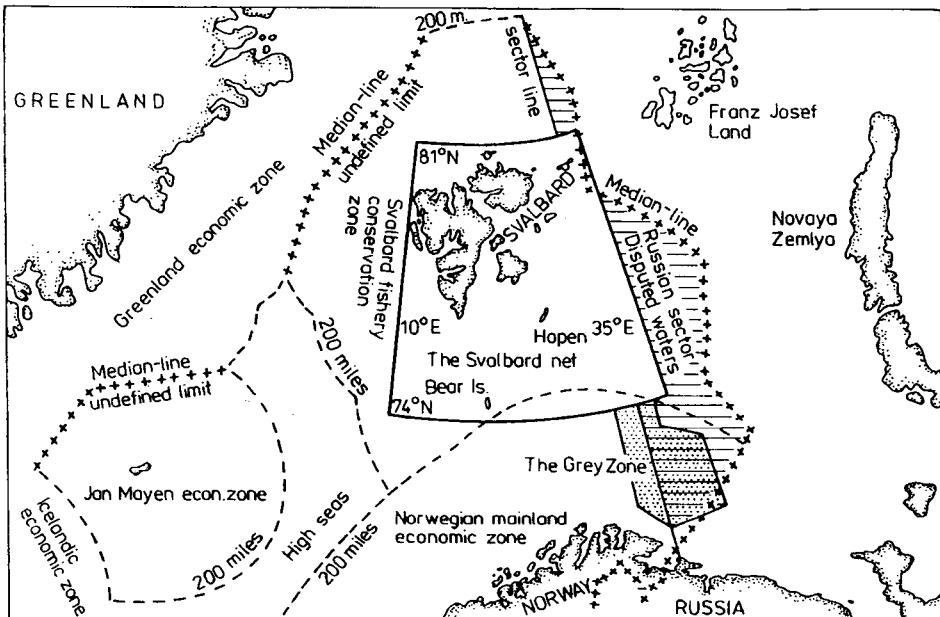 200 m.
sector line
GREENLAND
Median-line
undefined limit
Franz Josef
Land
81°N
SVALBARD
Greenland economic zone
Svalbard fishery
conservation
zone
Median-line
Russian sector
Disputed waters
Novaya
Zemlya
10°E
Hopen
35°E
200 miles
The Svalbard net
Bear Is.
74°N
Median-line
undefined limit
The Grey Zone
Jan Mayen econ.zone
Icelandic
economic zone
200 miles
High seas
200 miles
Norwegian mainland
economic zone
NORWAY
RUSSIA